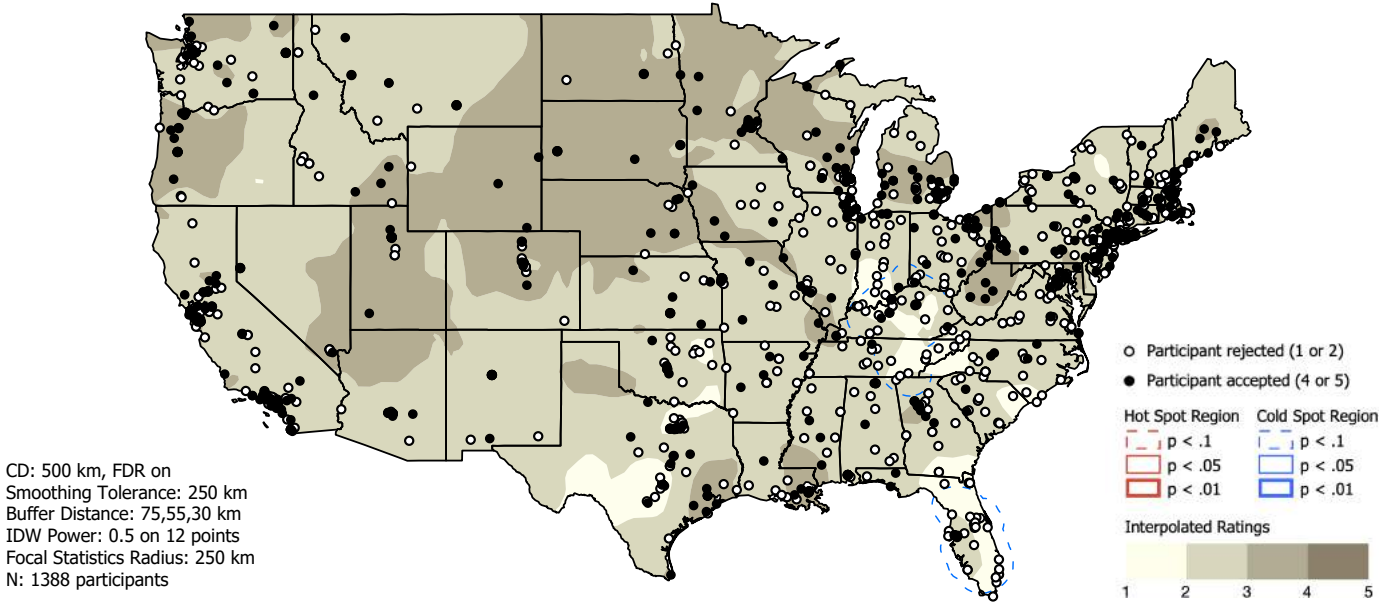 Participant rejected (1 or 2)
Participant accepted (4 or 5)
Hot Spot Region Cold Spot Region
p < .1 p < .1
p < .05 p < .05
p < .01 p < .01
Interpolated Ratings
1 2 3 4 5
CD: 500 km, FDR on
Smoothing Tolerance: 250 km
Buffer Distance: 75,55,30 km
IDW Power: 0.5 on 12 points
Focal Statistics Radius: 250 km
N: 1388 participants